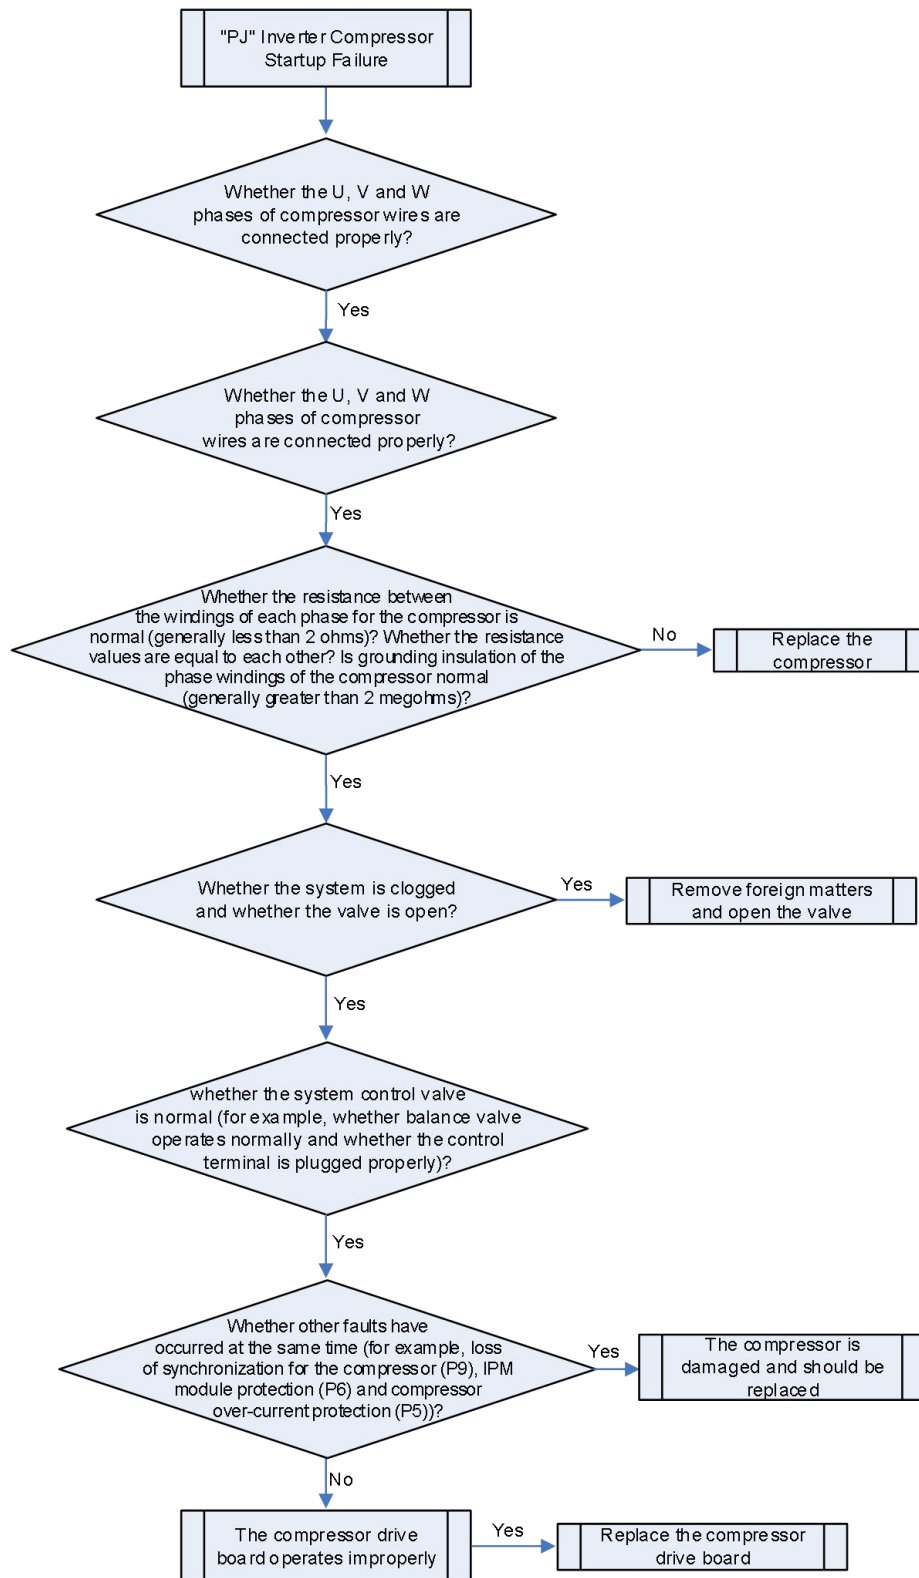 "PJ" Inverter Compressor
Startup Failure
Whether the U, V and W
phases of compressor wires are
connected properly?
Yes
Whether the U, V and W
phases of compressor
wires are connected properly?
Yes
Whether the resistance between
the windings of each phase for the compressor is
normal (generally less than 2 ohms)? Whether the resistance
values are equal to each other? Is grounding insulation of the
phase windings of the compressor normal
(generally greater than 2 megohms)?
No
Replace the
compressor
Yes
Whether the system is clogged
and whether the valve is open?
Yes
Remove foreign matters
and open the valve
Yes
whether the system control valve
is normal (for example, whether balance valve
operates normally and whether the control
terminal is plugged properly)?
Yes
Whether other faults have
occurred at the same time (for example, loss
of synchronization for the compressor (P9), IPM
module protection (P6) and compressor
over-current protection (P5))?
Yes
The compressor is
damaged and should be
replaced
No
The compressor drive
board operates improperly
Yes
Replace the compressor
drive board